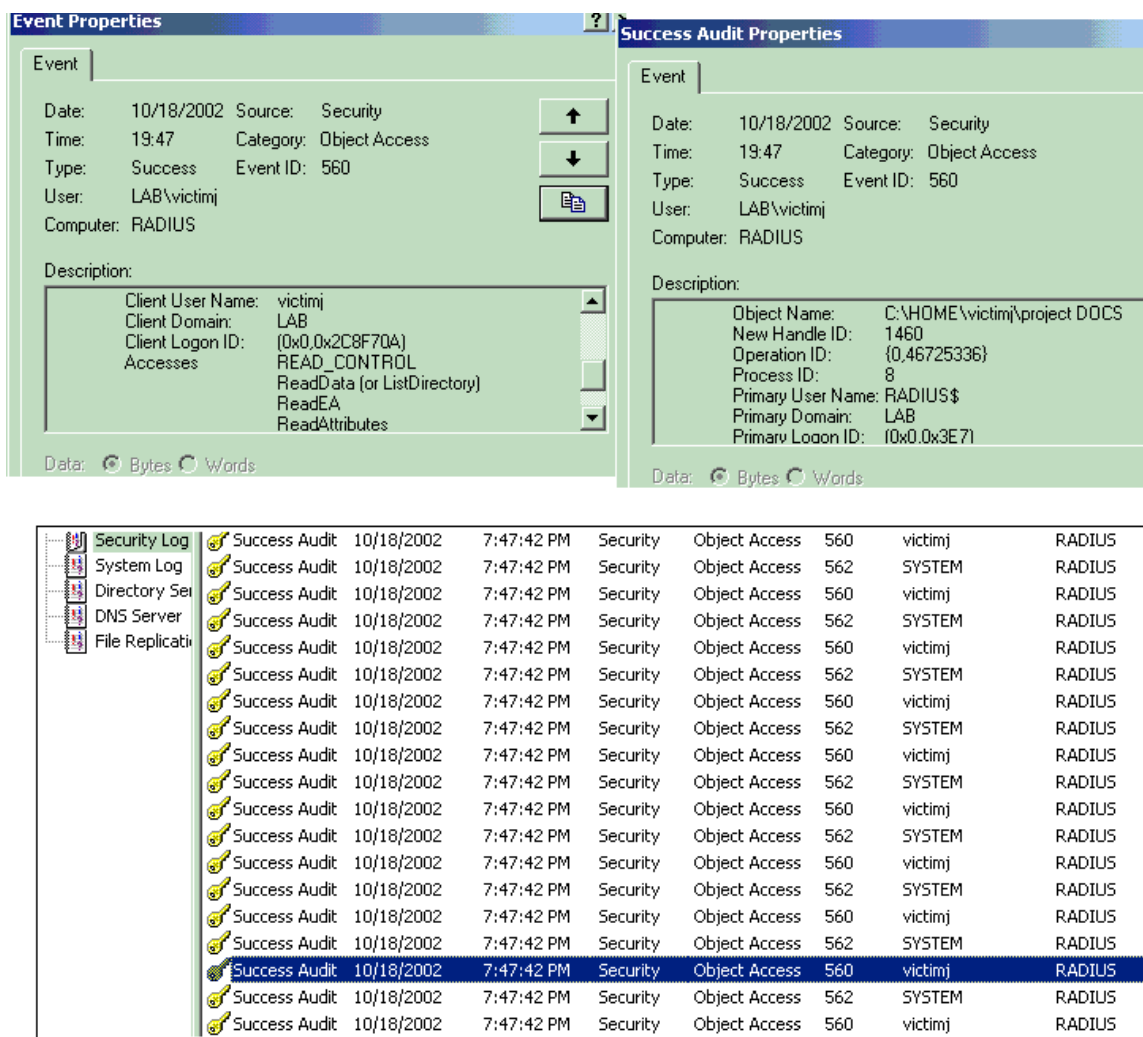 Event Properties
Event
Date: 10/18/2002 Source: Security
Time: 19:47 Category: Object Access
Type: Success Event ID: 560
User: LAB\victimj
Computer: RADIUS
Description:
Client User Name: victimj
Client Domain: LAB
Client Logon ID: (0x0,0x2C8F70A)
Accesses READ_CONTROL
ReadData (or ListDirectory)
ReadEA
ReadAttributes
Data: Bytes Words
Success Audit Properties
Event
Date: 10/18/2002 Source: Security
Time: 19:47 Category: Object Access
Type: Success Event ID: 560
User: LAB\victimj
Computer: RADIUS
Description:
Object Name: C:\HOME\victimj\project DOCS
New Handle ID: 1460
Operation ID: {0,46725336}
Process ID: 8
Primary User Name: RADIUS$
Primary Domain: LAB
Primary Logon ID: (0x0,0x3E7)
Data: Bytes Words
Security Log Success Audit 10/18/2002 7:47:42 PM Security Object Access 560 victimj RADIUS
System Log Success Audit 10/18/2002 7:47:42 PM Security Object Access 562 SYSTEM RADIUS
Directory Ser Success Audit 10/18/2002 7:47:42 PM Security Object Access 560 victimj RADIUS
DNS Server Success Audit 10/18/2002 7:47:42 PM Security Object Access 562 SYSTEM RADIUS
File Replicati Success Audit 10/18/2002 7:47:42 PM Security Object Access 560 victimj RADIUS
Success Audit 10/18/2002 7:47:42 PM Security Object Access 562 SYSTEM RADIUS
Success Audit 10/18/2002 7:47:42 PM Security Object Access 560 victimj RADIUS
Success Audit 10/18/2002 7:47:42 PM Security Object Access 562 SYSTEM RADIUS
Success Audit 10/18/2002 7:47:42 PM Security Object Access 560 victimj RADIUS
Success Audit 10/18/2002 7:47:42 PM Security Object Access 562 SYSTEM RADIUS
Success Audit 10/18/2002 7:47:42 PM Security Object Access 560 victimj RADIUS
Success Audit 10/18/2002 7:47:42 PM Security Object Access 562 SYSTEM RADIUS
Success Audit 10/18/2002 7:47:42 PM Security Object Access 560 victimj RADIUS
Success Audit 10/18/2002 7:47:42 PM Security Object Access 562 SYSTEM RADIUS
Success Audit 10/18/2002 7:47:42 PM Security Object Access 560 victimj RADIUS
Success Audit 10/18/2002 7:47:42 PM Security Object Access 562 SYSTEM RADIUS
Success Audit 10/18/2002 7:47:42 PM Security Object Access 560 victimj RADIUS
Success Audit 10/18/2002 7:47:42 PM Security Object Access 562 SYSTEM RADIUS
Success Audit 10/18/2002 7:47:42 PM Security Object Access 560 victimj RADIUS